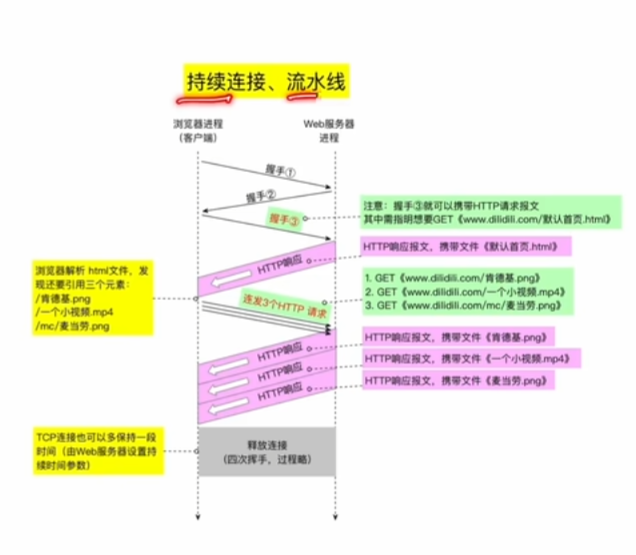 持续连接、流水线
浏览器进程
(客户端)
Web服务器
进程
握手①
握手②
握手③
注意：握手③就可以携带HTTP请求报文
其中需指明想要GET《www.dilidili.com/默认首页.html》
HTTP响应报文，携带文件《默认首页.html》
HTTP响应
浏览器解析 html文件，发
现还要引用三个元素：
/肯德基.png
/一个小视频.mp4
/mc/麦当劳.png
连发3个HTTP 请求
1. GET《www.dilidili.com/肯德基.png》
2. GET《www.dilidili.com/一个小视频.mp4》
3. GET《www.dilidili.com/mc/麦当劳.png》
HTTP响应
HTTP响应报文，携带文件《肯德基.png》
HTTP响应
HTTP响应报文，携带文件《一个小视频.mp4》
HTTP响应
HTTP响应报文，携带文件《麦当劳.png》
TCP连接也可以多保持一段
时间（由Web服务器设置持
续时间参数）
释放连接
(四次挥手，过程略)